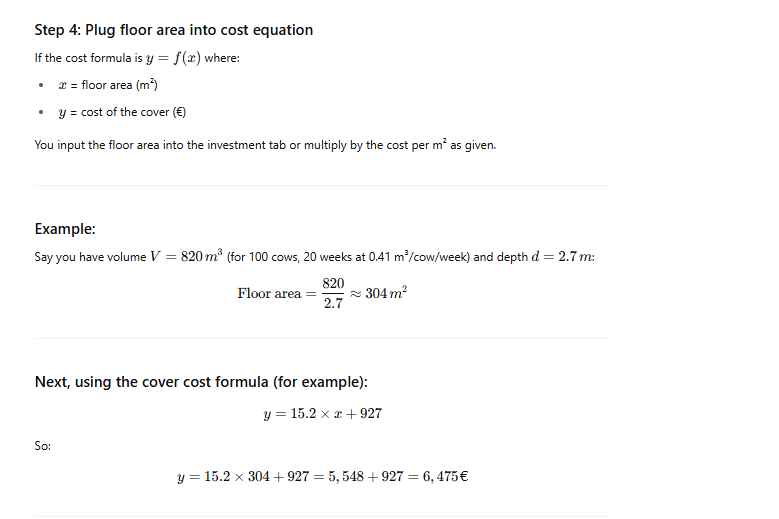 Step 4: Plug floor area into cost equation
If the cost formula is y = f(x) where:
• x = floor area (m²)
• y = cost of the cover (€)
You input the floor area into the investment tab or multiply by the cost per m² as given.
Example:
Say you have volume V = 820 m³ (for 100 cows, 20 weeks at 0.41 m³/cow/week) and depth d = 2.7 m:
Floor area = 820/2.7 ≈ 304 m²
Next, using the cover cost formula (for example):
y = 15.2 × x + 927
So:
y = 15.2 × 304 + 927 = 5,548 + 927 = 6,475€